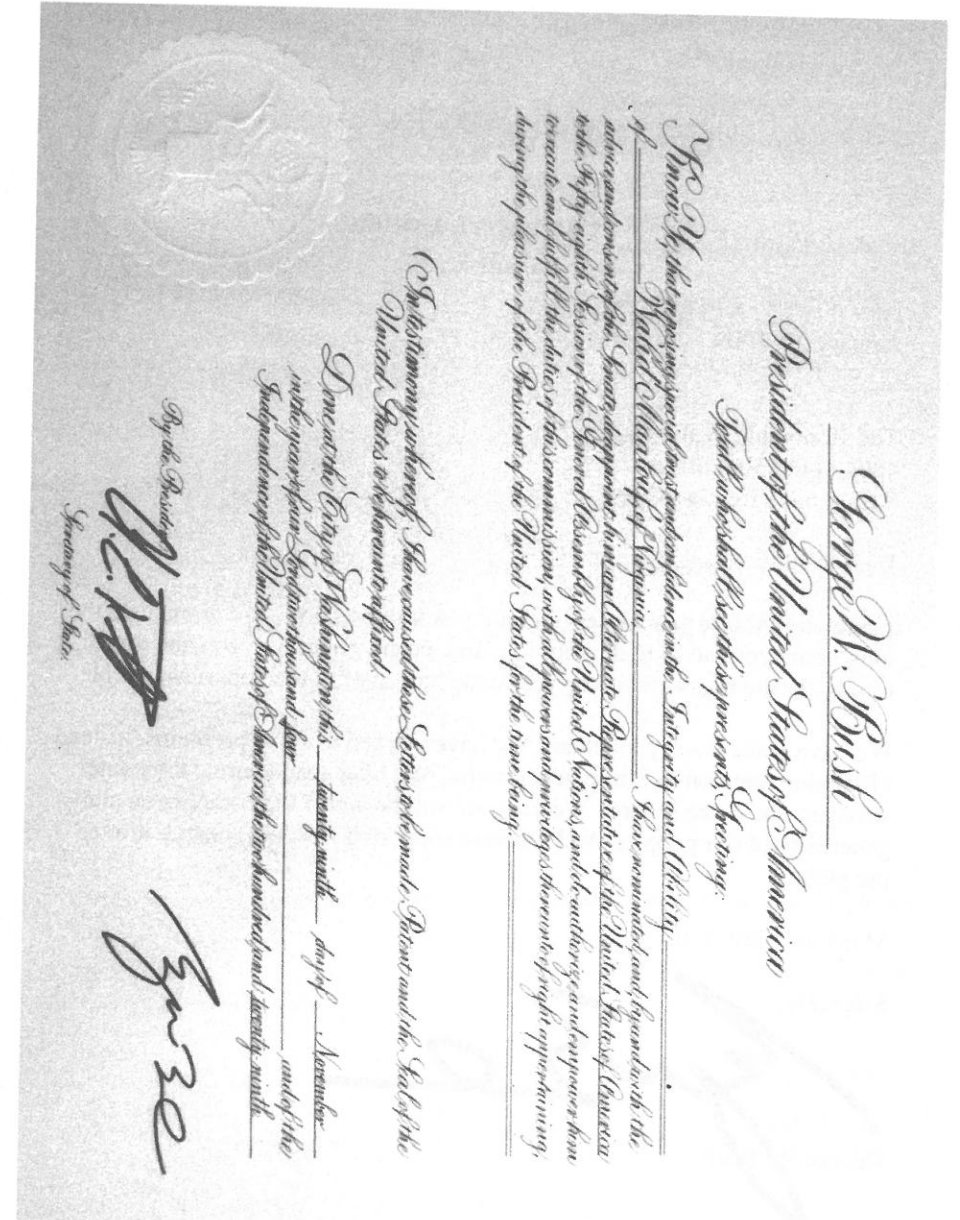 George W. Bush
President of the United States of America
To all who shall see these presents, Greeting:
Know Ye, that reposing special trust and confidence in the Integrity and Ability
of Walid Maalouf, of Virginia, I have nominated, and, by and with the
advice and consent of the Senate, do appoint him an Alternate Representative of the United States of America
to the Fifty-eighth Session of the General Assembly of the United Nations, and do authorize and empower him
to execute and fulfill the duties of this commission, with all powers and privileges thereunto of right appertaining,
during the pleasure of the President of the United States for the time being.
In testimony whereof, I have caused these Letters to be made Patent and the Seal of the
United States to be hereunto affixed.
Done at the City of Washington, this twenty-ninth day of November
in the year of our Lord two thousand four and of the
Independence of the United States of America, the two hundred and twenty-ninth
By the President
Secretary of State.